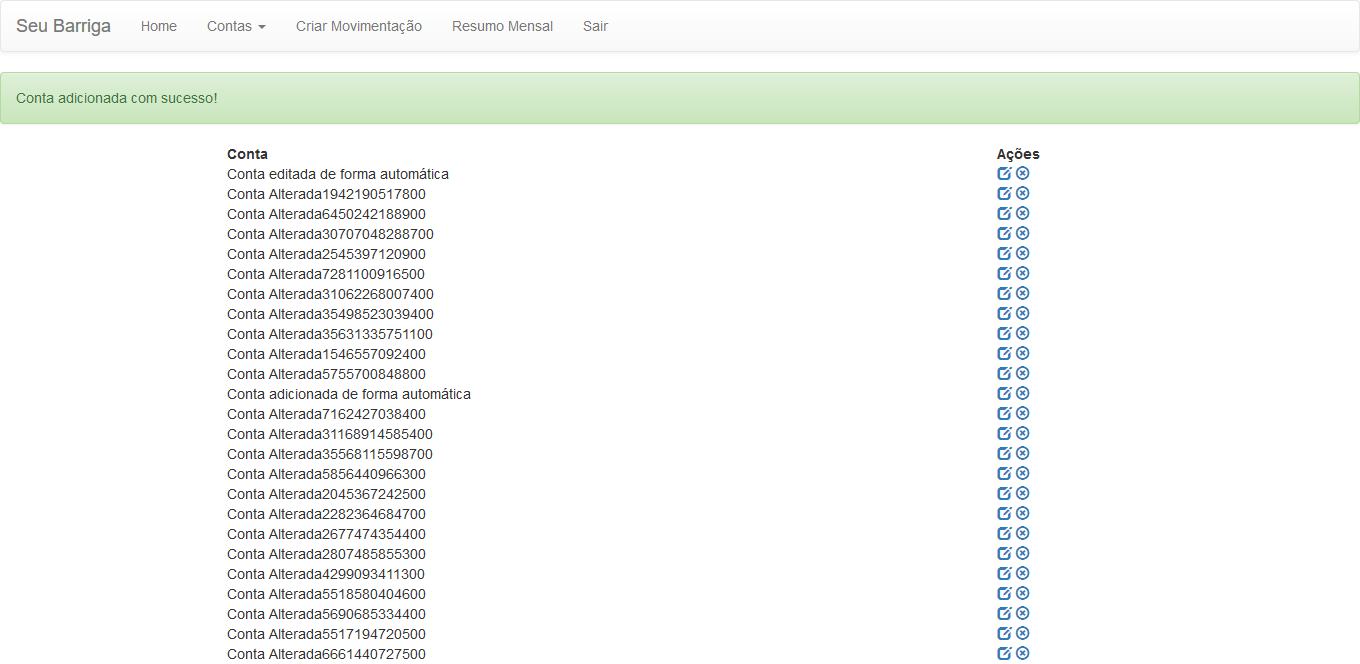 Seu Barriga Home Contas Criar Movimentação Resumo Mensal Sair
Conta adicionada com sucesso!
Conta Ações
Conta editada de forma automática
Conta Alterada1942190517800
Conta Alterada6450242188900
Conta Alterada30707048288700
Conta Alterada2545397120900
Conta Alterada7281100916500
Conta Alterada31062268007400
Conta Alterada35498523039400
Conta Alterada35631335751100
Conta Alterada1546557092400
Conta Alterada5755700848800
Conta adicionada de forma automática
Conta Alterada7162427038400
Conta Alterada31168914585400
Conta Alterada35568115598700
Conta Alterada5856440966300
Conta Alterada2045367242500
Conta Alterada2282364684700
Conta Alterada2677474354400
Conta Alterada2807485855300
Conta Alterada4299093411300
Conta Alterada5518580404600
Conta Alterada5690685334400
Conta Alterada5517194720500
Conta Alterada6661440727500